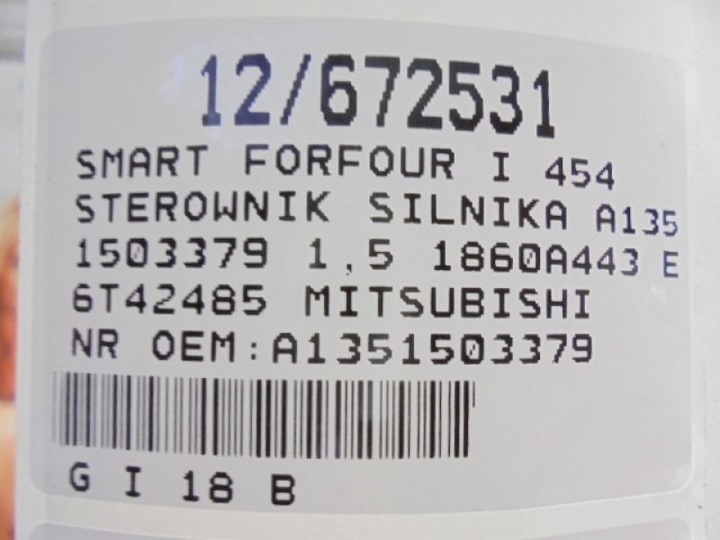 12/672531
SMART FORFOUR I 454
STEROWNIK SILNIKA A135
1503379 1,5 1860A443 E
6T42485 MITSUBISHI
NR OEM:A1351503379
G I 18 B